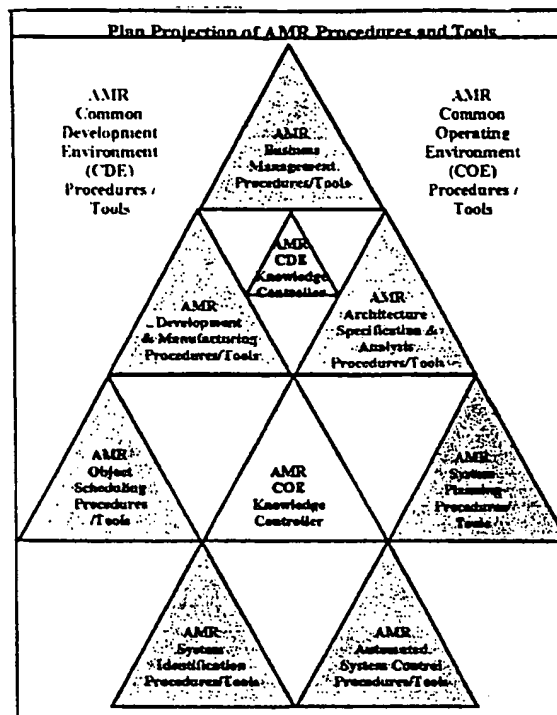 Plan Projection of AMR Procedures and Tools
AMR
Common
Development
Environment
(CDE)
Procedures /
Tools
AMR
Business
Management
Procedures/Tools
AMR
Common
Operating
Environment
(COE)
Procedures /
Tools
AMR
CDE
Knowledge
Controller
AMR
Development
& Manufacturing
Procedures/Tools
AMR
Architecture
Specification &
Analysis
Procedures/Tools
AMR
Object
Scheduling
Procedures
/Tools
AMR
COE
Knowledge
Controller
AMR
System
Planning
Procedures/
Tools
AMR
System
Identification
Procedures/Tools
AMR
Automated
System Control
Procedures/Tools